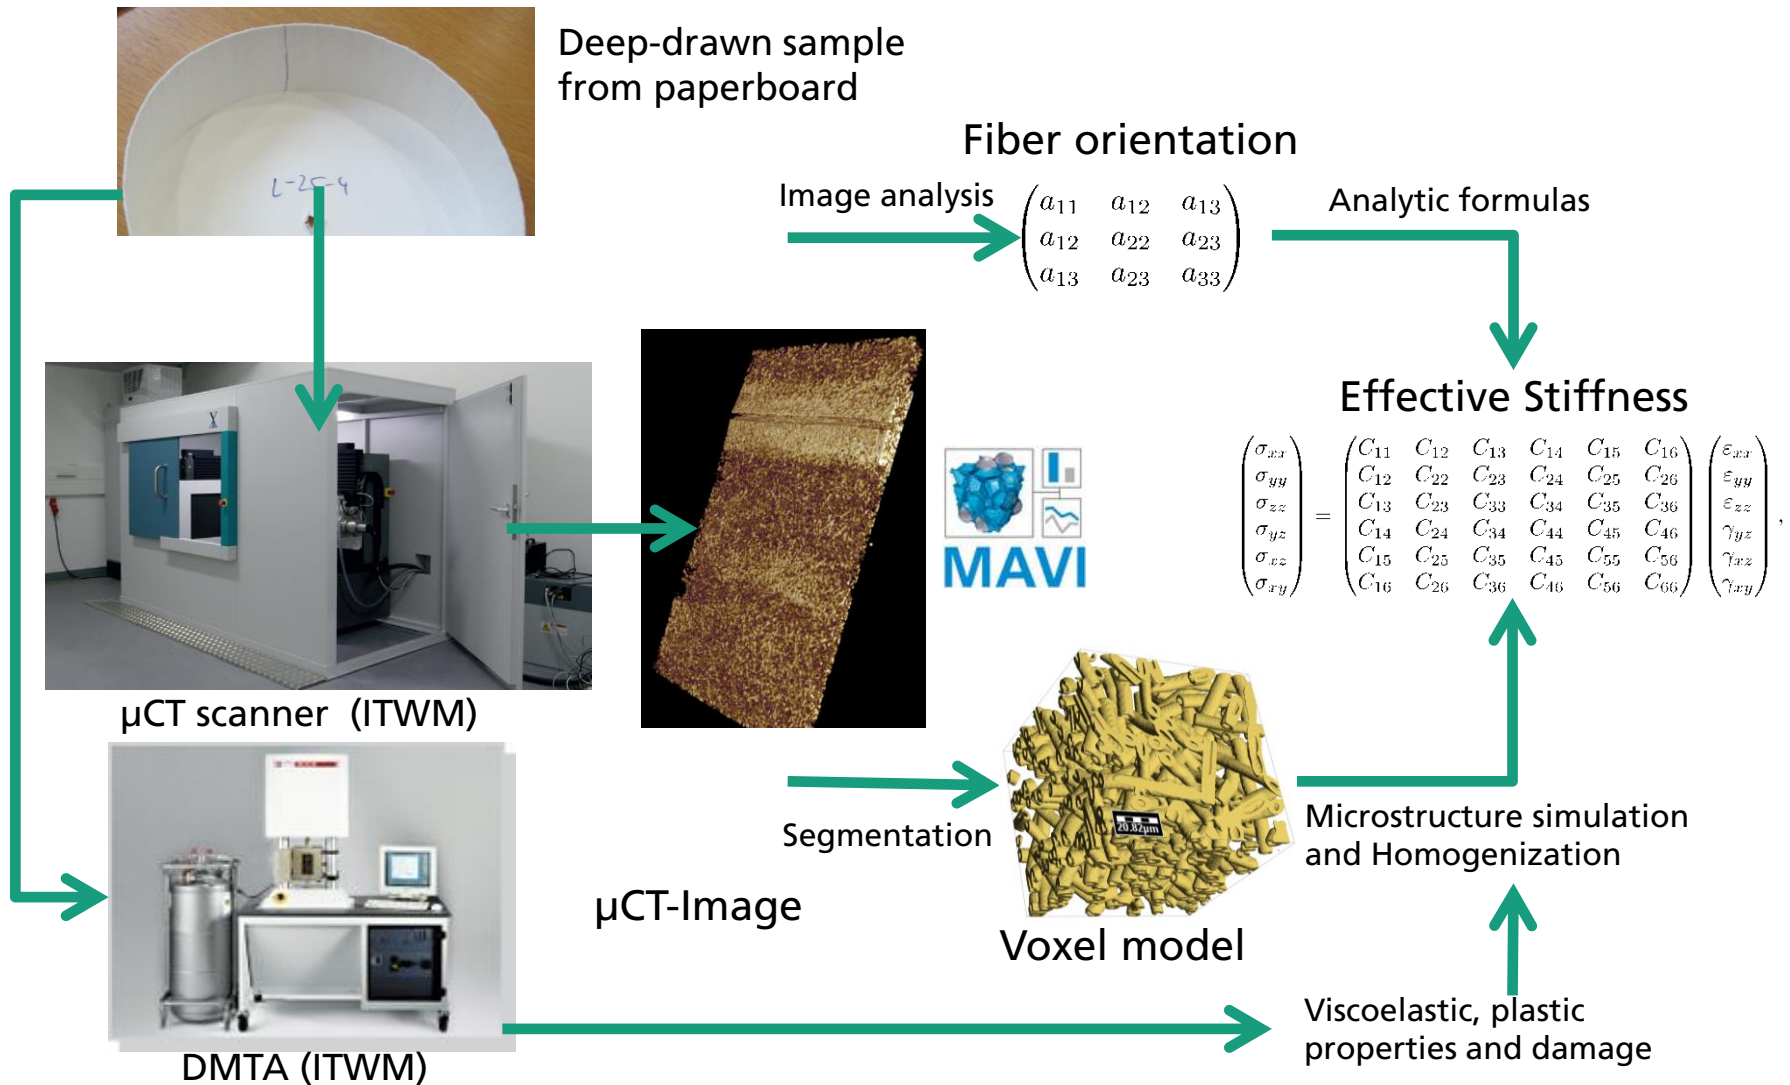 Deep-drawn sample
from paperboard
L-25-4
Fiber orientation
Image analysis
a11 a12 a13
a12 a22 a23
a13 a23 a33
Analytic formulas
Effective Stiffness
σxx C11 C12 C13 C14 C15 C16 εxx
σyy C12 C22 C23 C24 C25 C26 εyy
σzz C13 C23 C33 C34 C35 C36 εzz
σyz = C14 C24 C34 C44 C45 C46 γyz ,
σxz C15 C25 C35 C45 C55 C56 γxz
σxy C16 C26 C36 C46 C56 C66 γxy
MAVI
µCT scanner (ITWM)
20.82µm
Segmentation
Microstructure simulation
and Homogenization
µCT-Image
Voxel model
Viscoelastic, plastic
properties and damage
DMTA (ITWM)